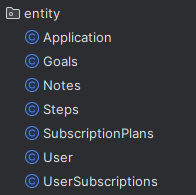 entity
Application
Goals
Notes
Steps
SubscriptionPlans
User
UserSubscriptions